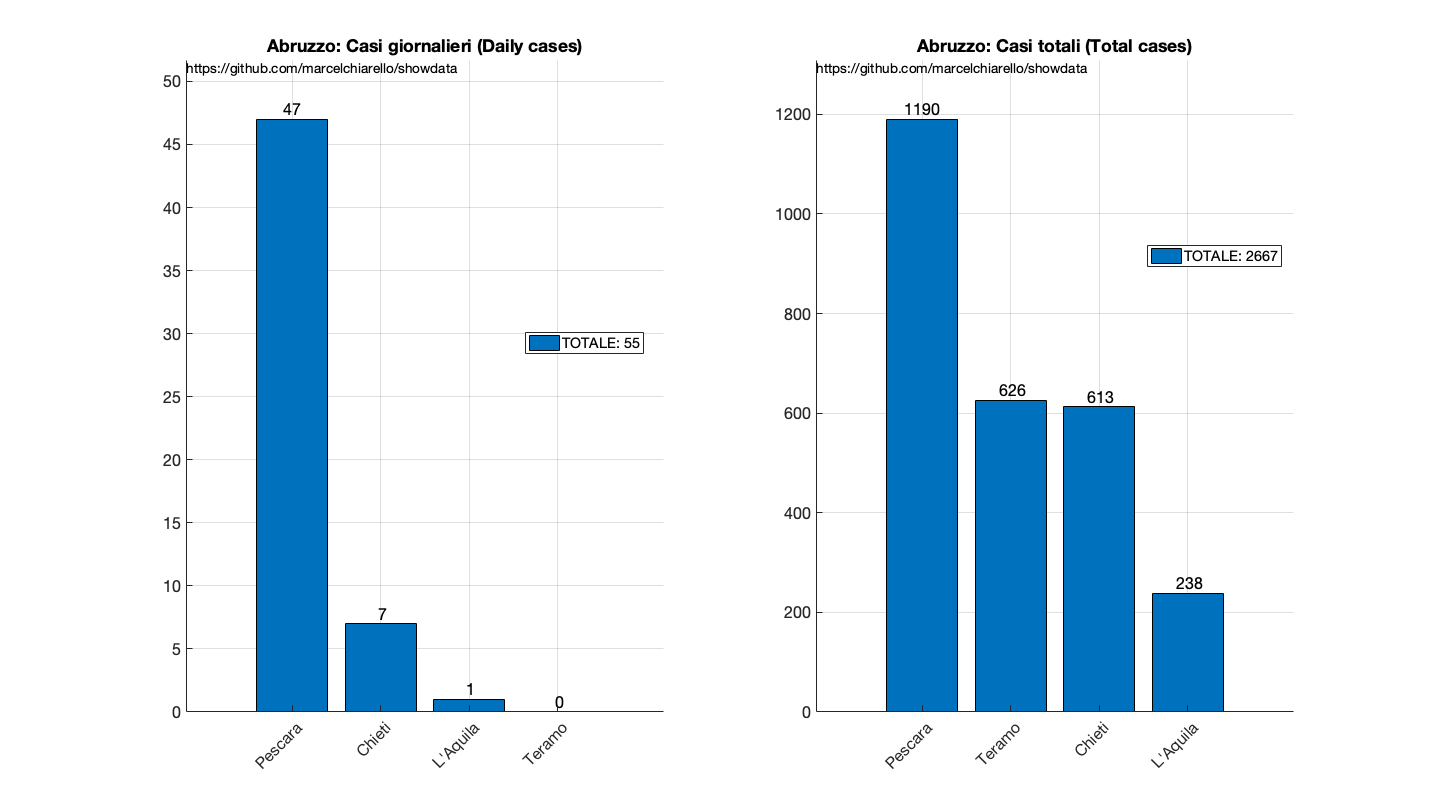 Abruzzo: Casi giornalieri (Daily cases)
https://github.com/marcelchiarello/showdata
50
45
40
35
30
25
20
15
10
5
0
47
7
1
0
TOTALE: 55
Pescara
Chieti
L'Aquila
Teramo
Abruzzo: Casi totali (Total cases)
https://github.com/marcelchiarello/showdata
1200
1000
800
600
400
200
0
1190
626
613
238
TOTALE: 2667
Pescara
Teramo
Chieti
L'Aquila